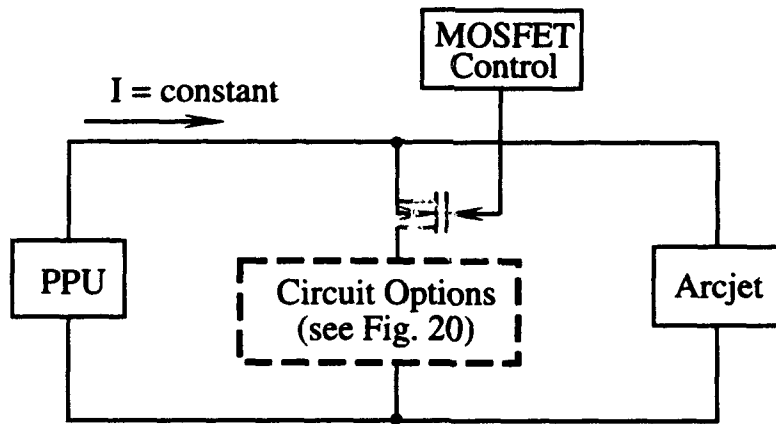 MOSFET
Control
I = constant
PPU
Circuit Options
(see Fig. 20)
Arcjet